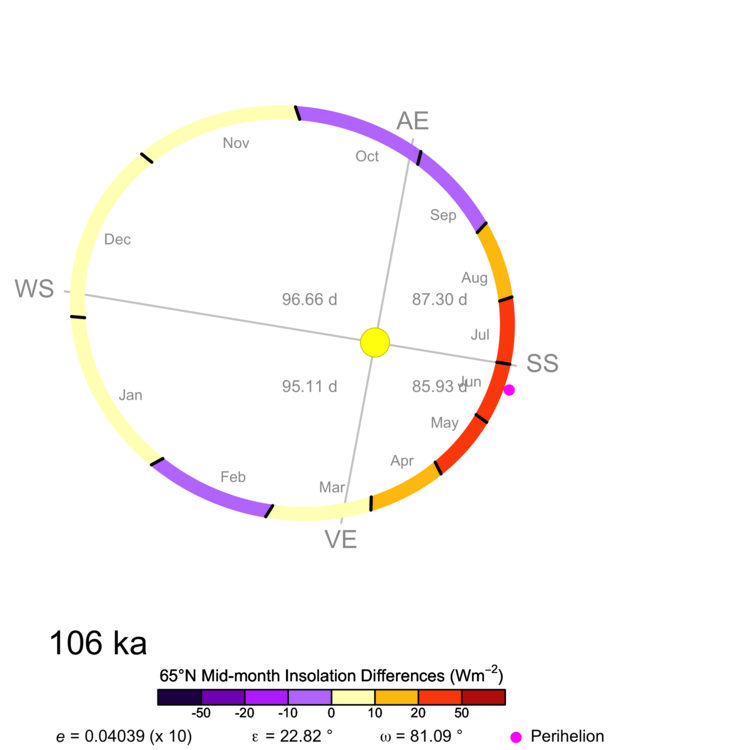 AE
Nov
Oct
Sep
Dec
Aug
WS
96.66 d
87.30 d
Jul
SS
95.11 d
85.93 d
Jun
Jan
May
Apr
Feb
Mar
VE
106 ka
65°N Mid-month Insolation Differences (Wm⁻²)
-50 -20 -10 0 10 20 50
e = 0.04039 (x 10) ε = 22.82 ° ω = 81.09 ° Perihelion